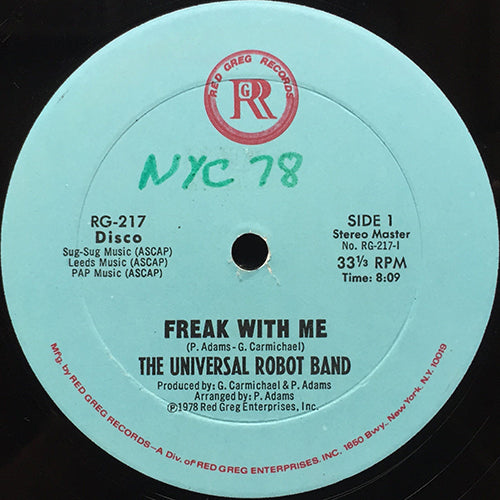 RED GREG RECORDS
RGR
NYC 78
RG-217
Disco
Sug-Sug Music (ASCAP)
Leeds Music (ASCAP)
PAP Music (ASCAP)
SIDE 1
Stereo Master
No. RG-217-I
33⅓ RPM
Time: 8:09
FREAK WITH ME
(P. Adams - G. Carmichael)
THE UNIVERSAL ROBOT BAND
Produced by: G. Carmichael & P. Adams
Arranged by: P. Adams
Ⓟ1978 Red Greg Enterprises, Inc.
Mfg. by RED GREG RECORDS—A Div. of RED GREG ENTERPRISES, INC. 1650 Bwy., New York, N.Y. 10019